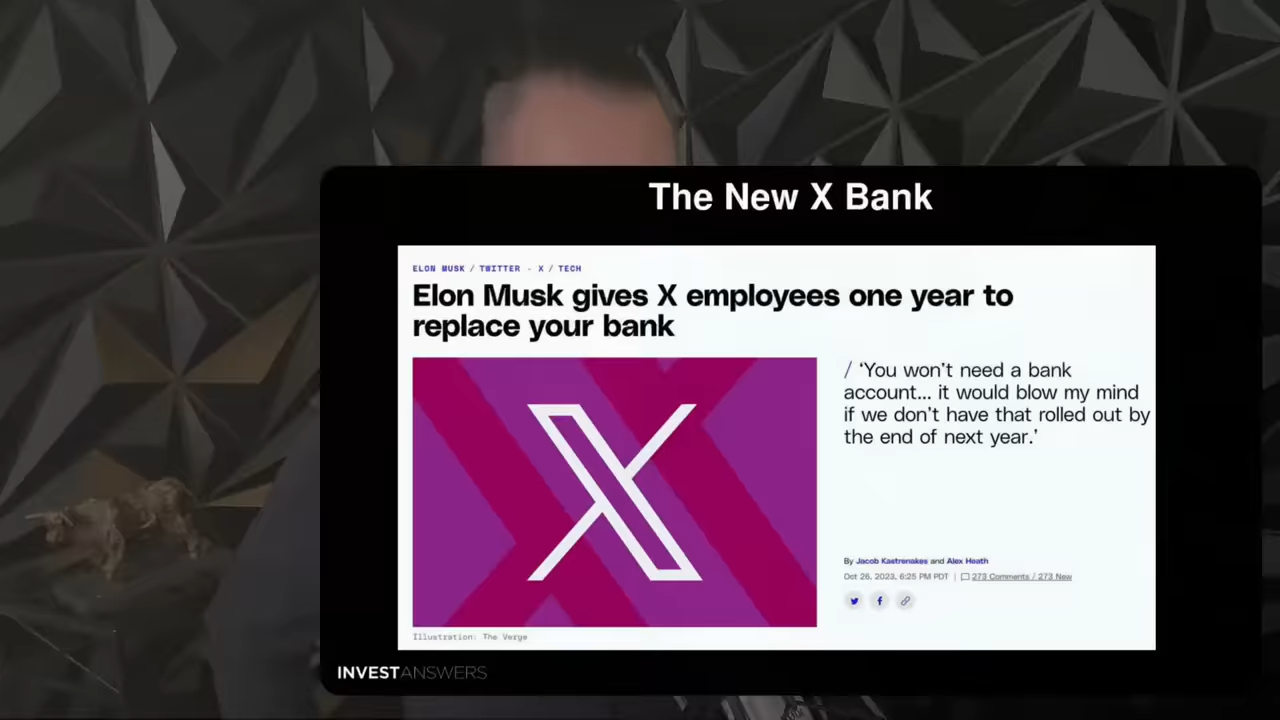 The New X Bank
ELON MUSK / TWITTER - X / TECH
Elon Musk gives X employees one year to
replace your bank
/ ‘You won’t need a bank
account... it would blow my mind
if we don’t have that rolled out by
the end of next year.’
By Jacob Kastrenakes and Alex Heath
Oct 26, 2023, 6:25 PM PDT | 273 Comments / 273 New
Illustration: The Verge
INVESTANSWERS